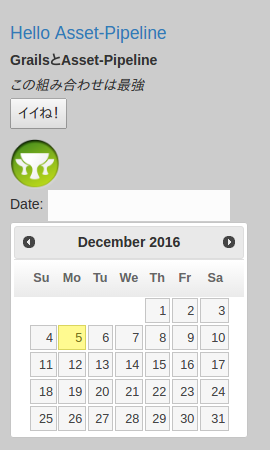 Hello Asset-Pipeline
GrailsとAsset-Pipeline
この組み合わせは最強
イイね！
Date:
December 2016
Su Mo Tu We Th Fr Sa
1 2 3
4 5 6 7 8 9 10
11 12 13 14 15 16 17
18 19 20 21 22 23 24
25 26 27 28 29 30 31